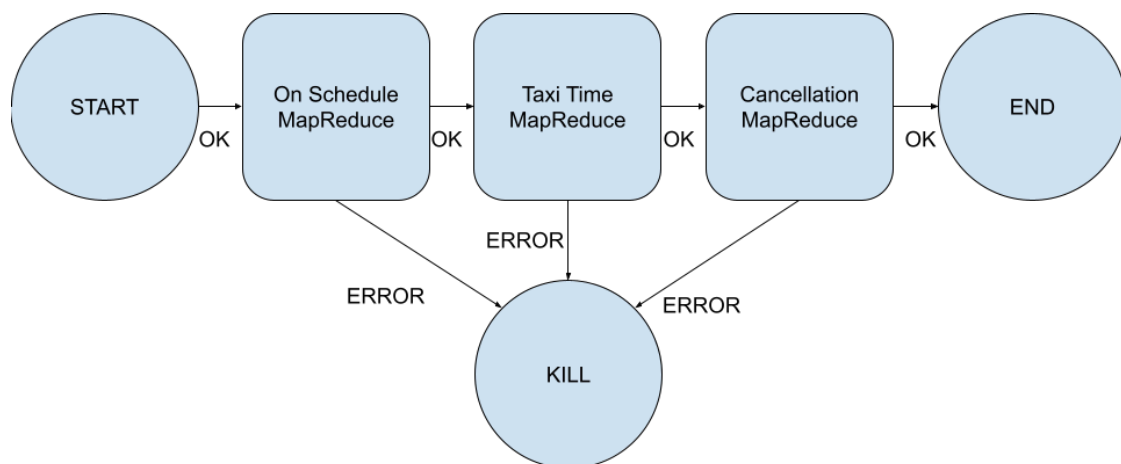 START
OK
On Schedule
MapReduce
OK
Taxi Time
MapReduce
OK
Cancellation
MapReduce
OK
END
ERROR
ERROR
ERROR
KILL